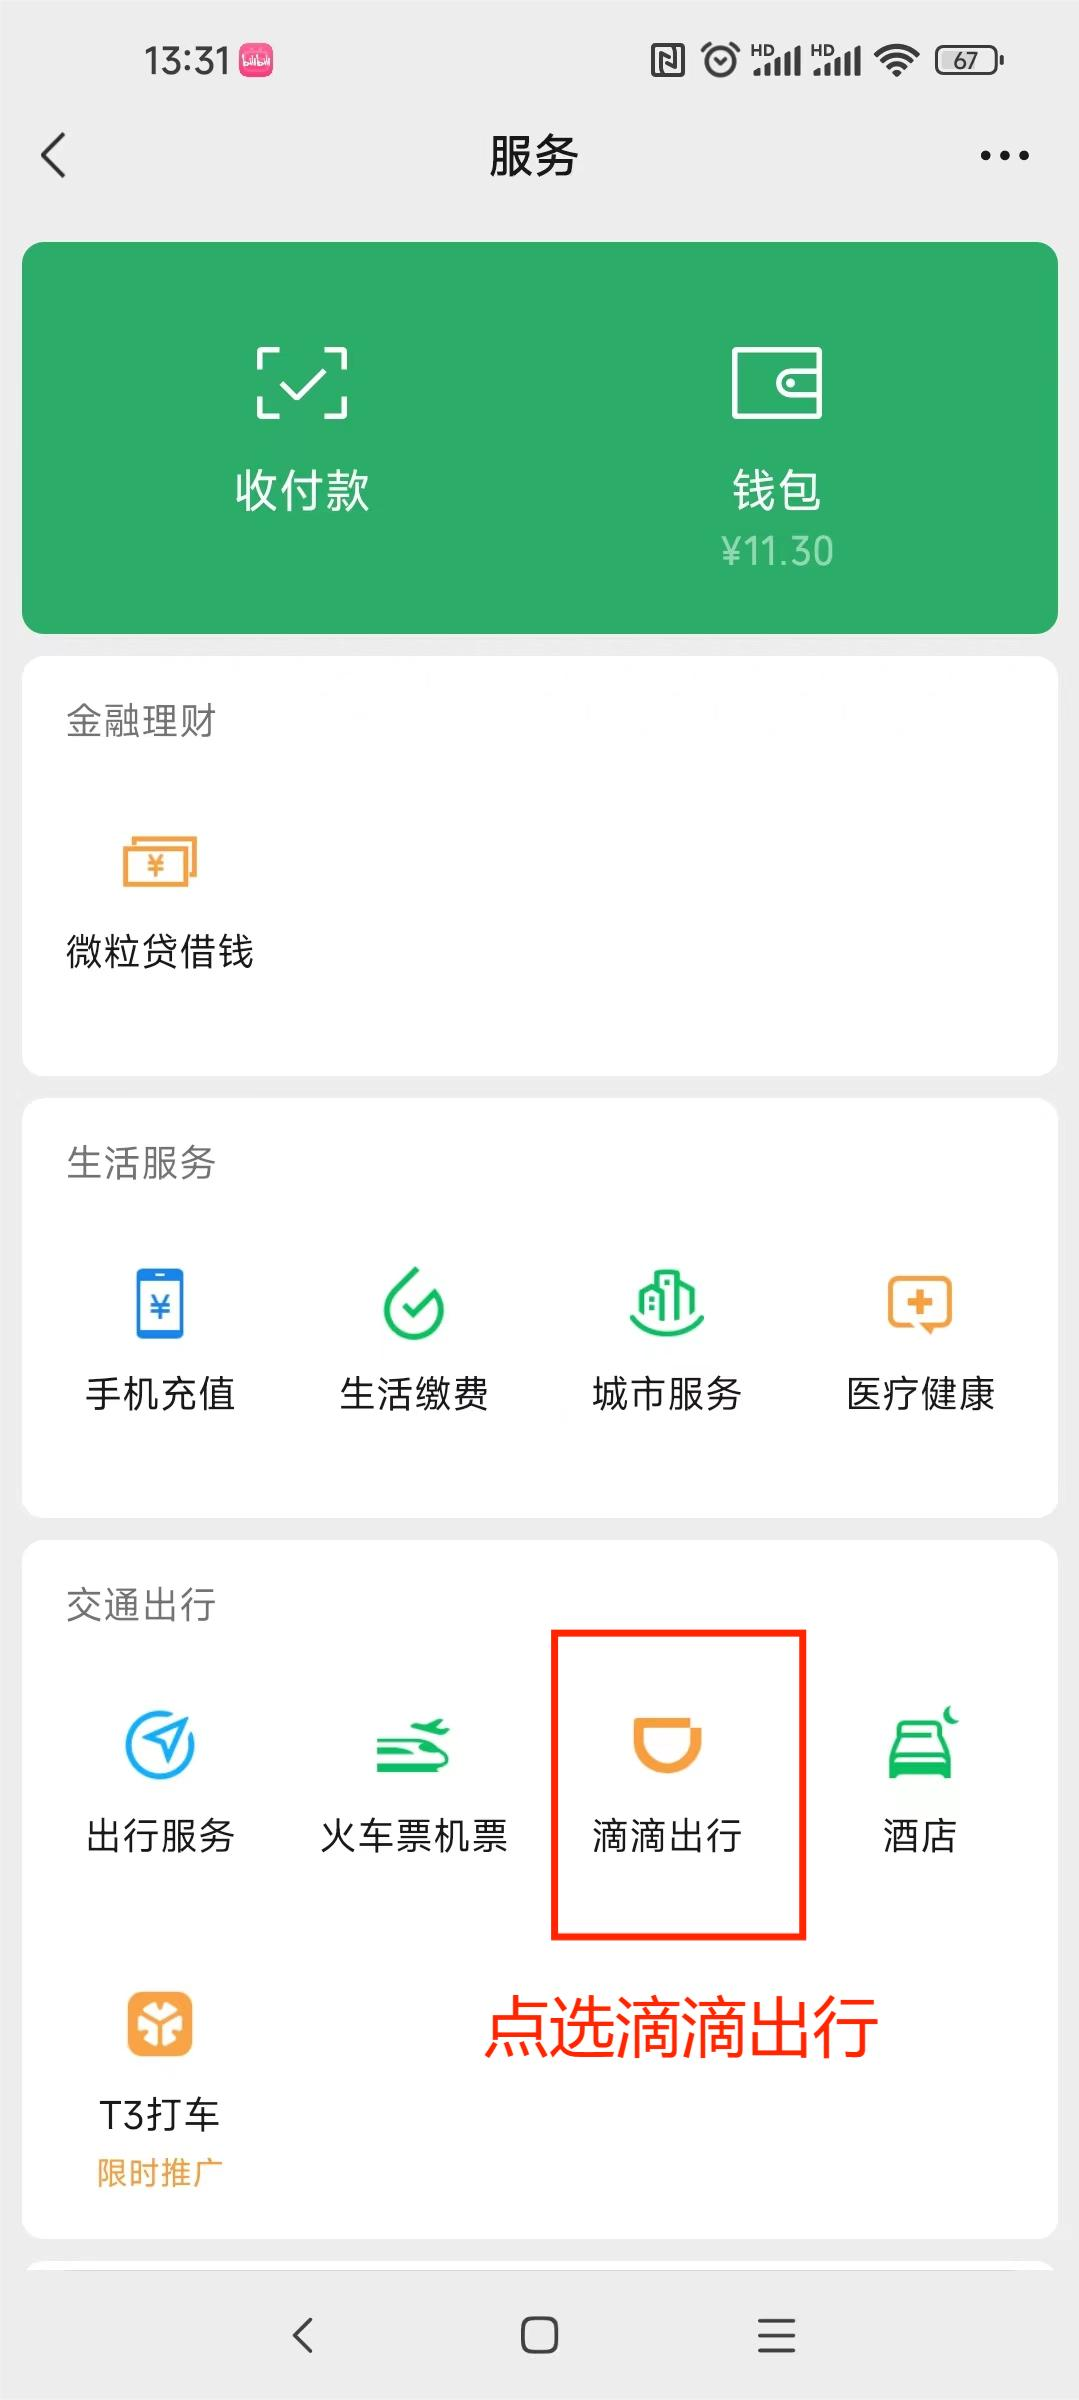 13:31
HD HD 67
服务
收付款 钱包
¥11.30
金融理财
微粒贷借钱
生活服务
手机充值 生活缴费 城市服务 医疗健康
交通出行
出行服务 火车票机票 滴滴出行 酒店
点选滴滴出行
T3打车
限时推广